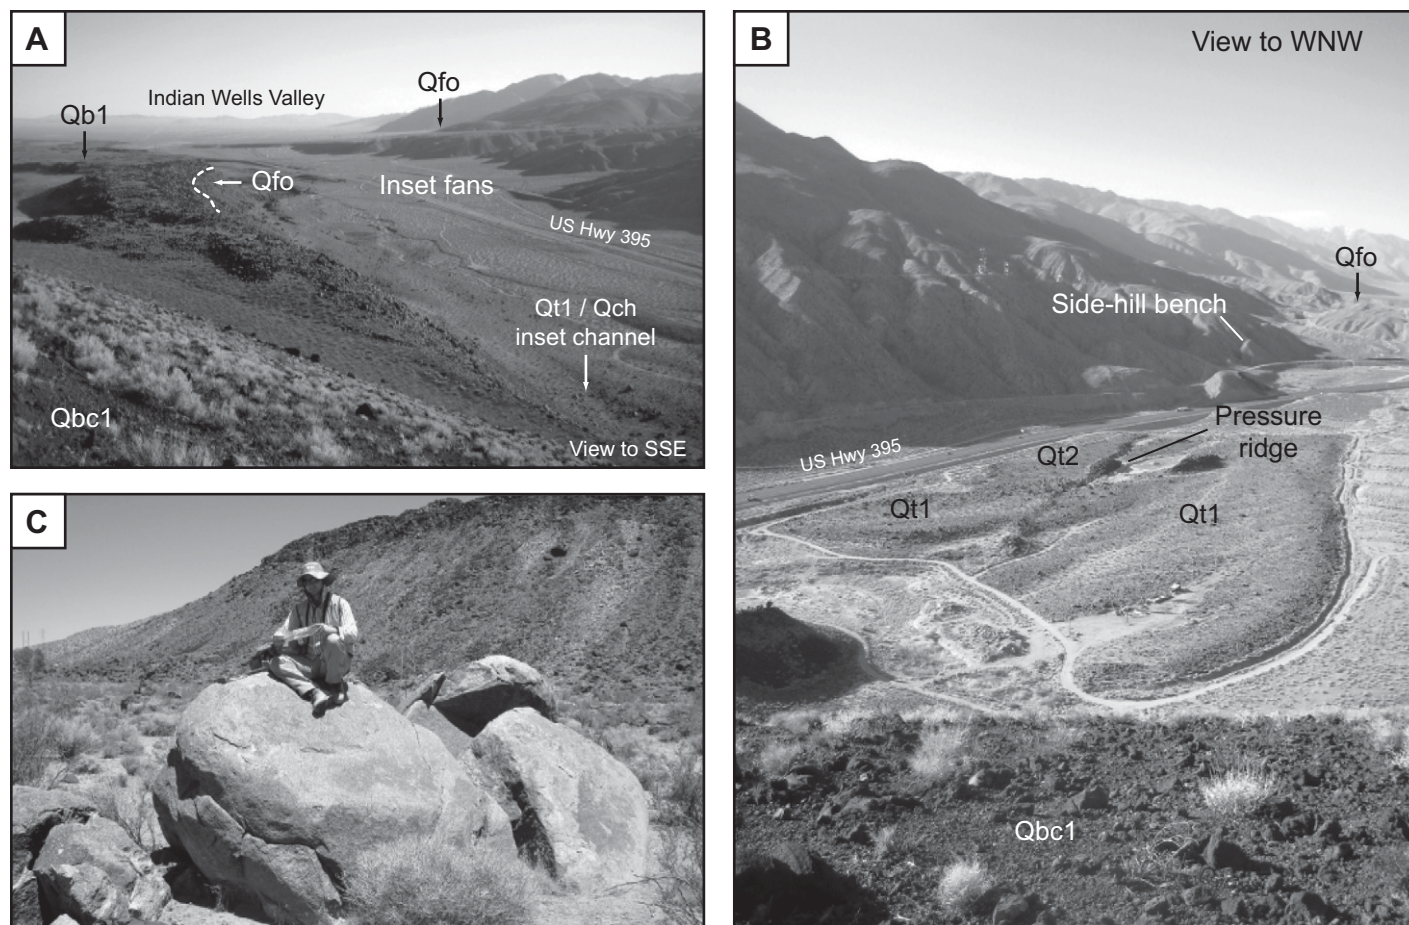 A
Indian Wells Valley
Qfo
Qb1
Qfo
Inset fans
US Hwy 395
Qt1 / Qch
inset channel
Qbc1
View to SSE
B
View to WNW
Qfo
Side-hill bench
Pressure
ridge
US Hwy 395
Qt2
Qt1
Qt1
Qbc1
C